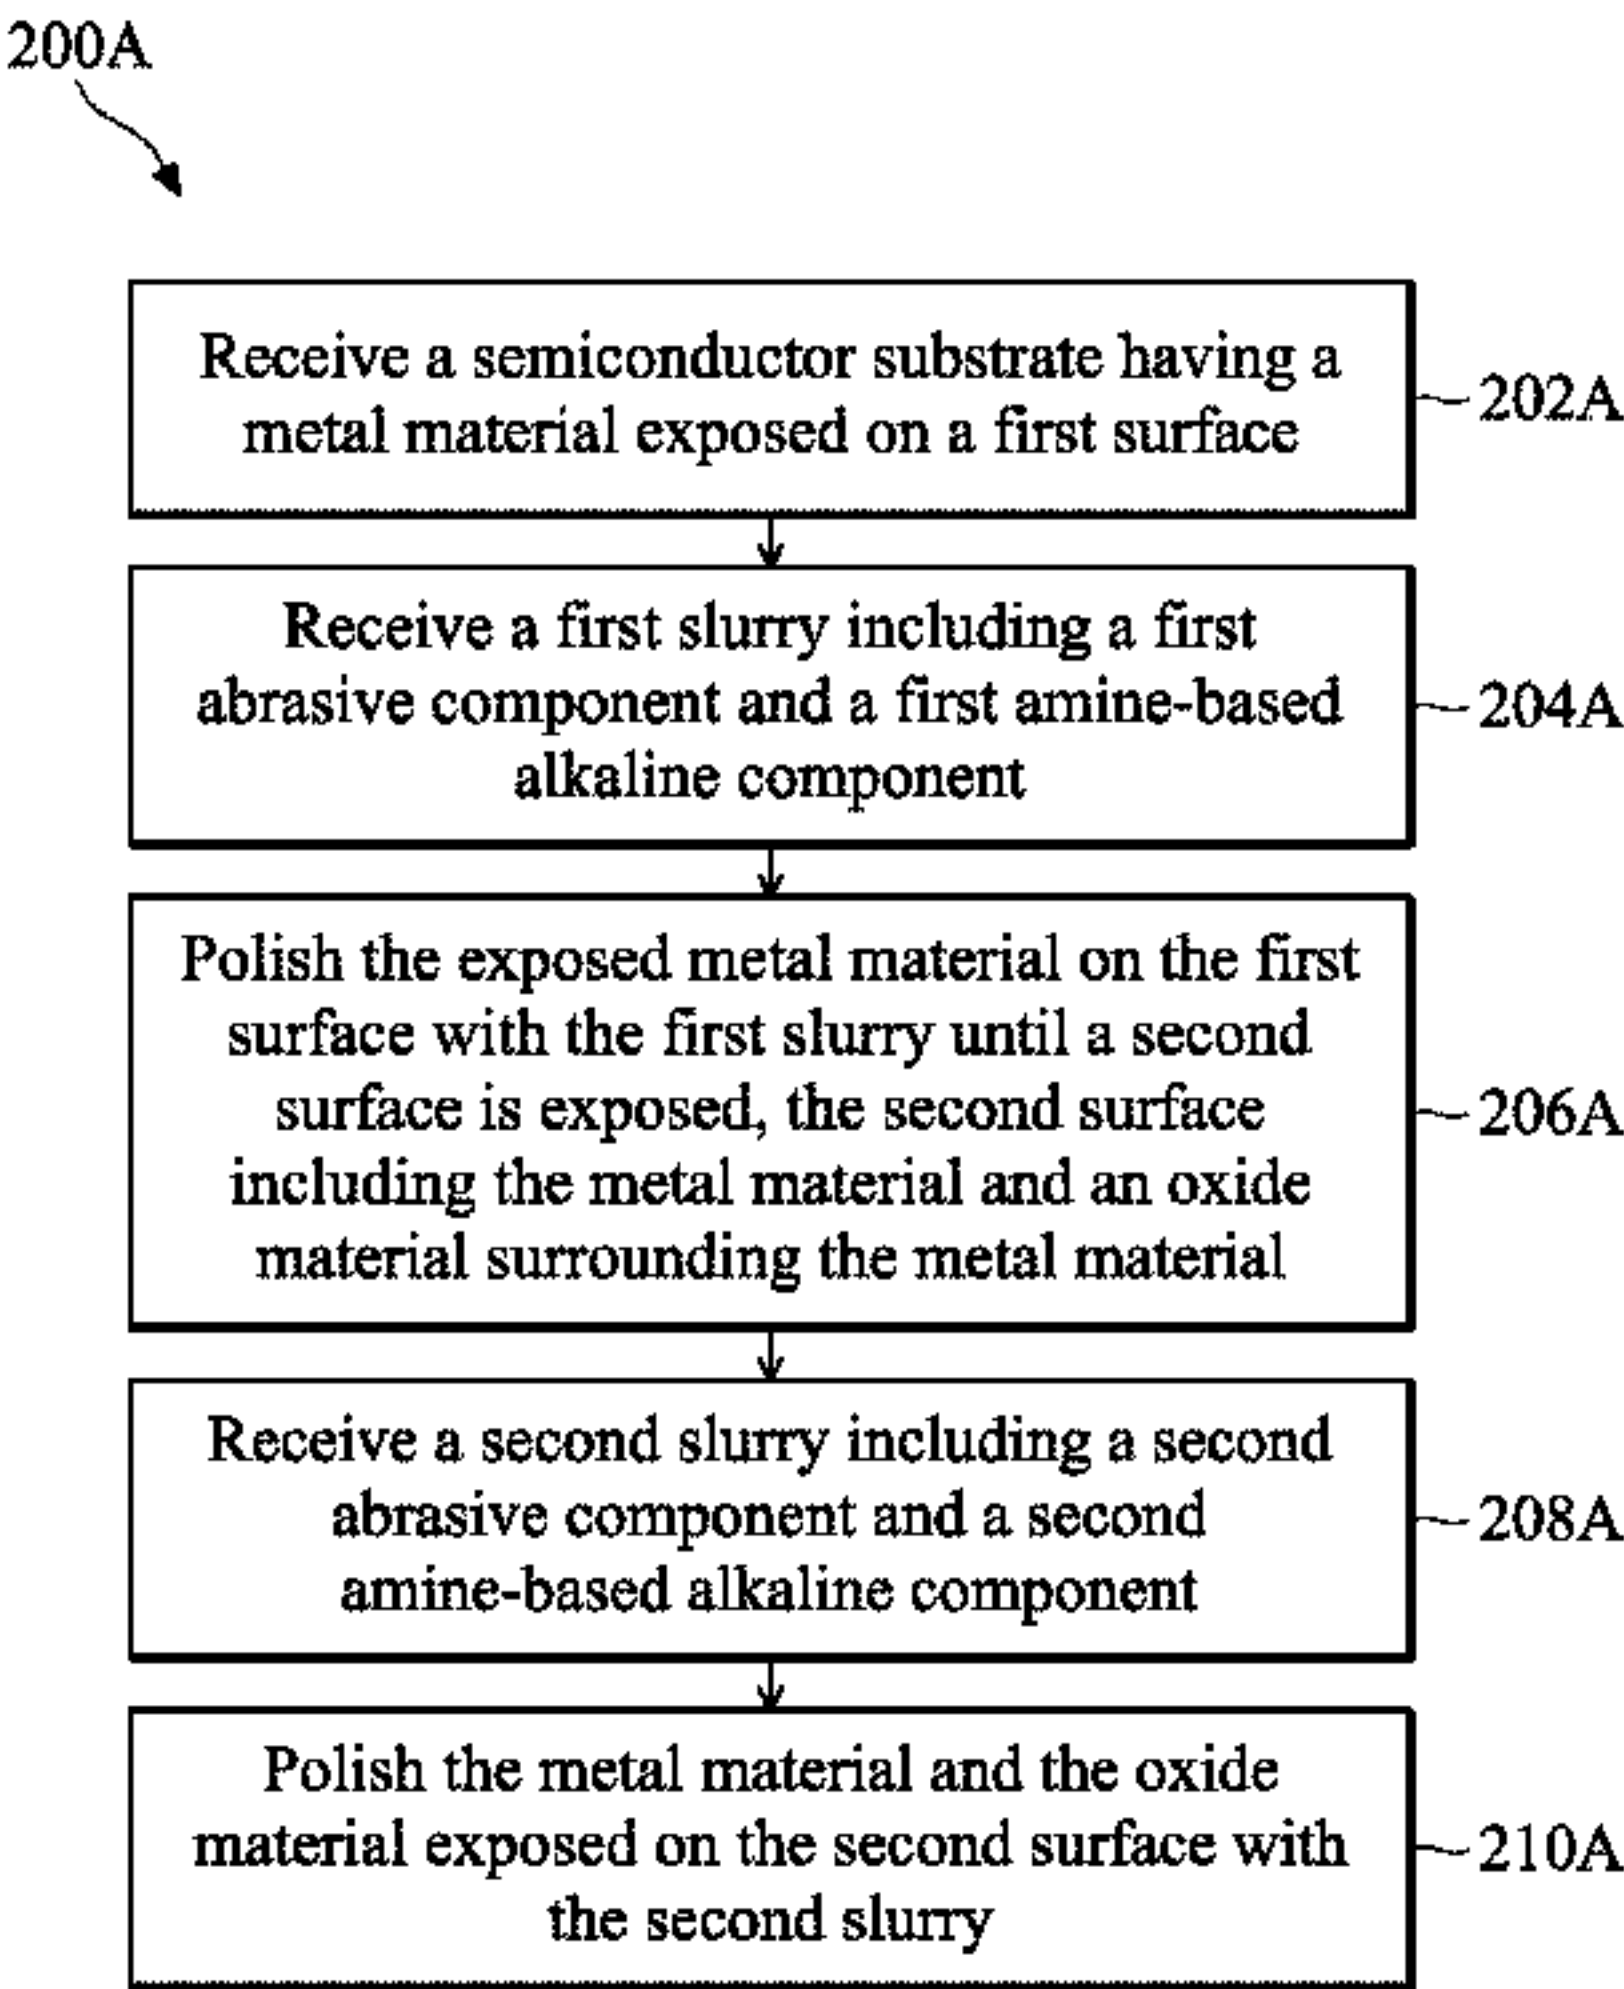 200A
Receive a semiconductor substrate having a
metal material exposed on a first surface
202A
Receive a first slurry including a first
abrasive component and a first amine-based
alkaline component
204A
Polish the exposed metal material on the first
surface with the first slurry until a second
surface is exposed, the second surface
including the metal material and an oxide
material surrounding the metal material
206A
Receive a second slurry including a second
abrasive component and a second
amine-based alkaline component
208A
Polish the metal material and the oxide
material exposed on the second surface with
the second slurry
210A